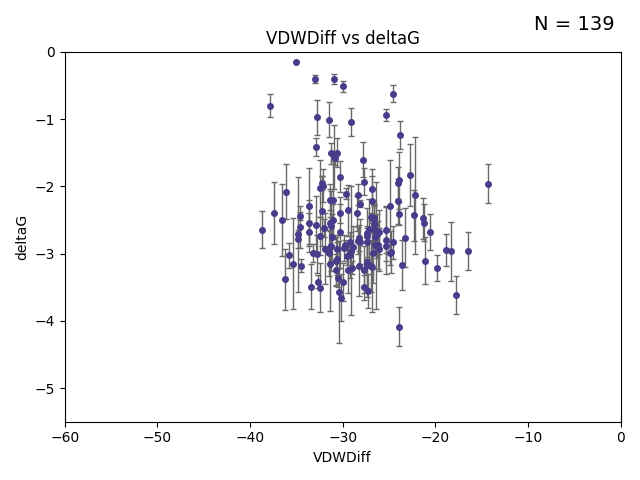 N = 139
VDWDiff vs deltaG
0
−1
−2
−3
−4
−5
deltaG
−60 −50 −40 −30 −20 −10 0
VDWDiff